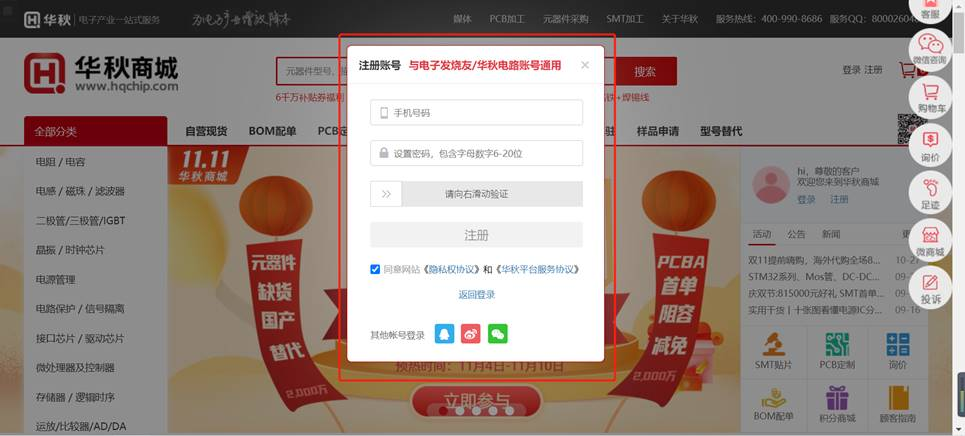 华秋 电子产业一站式服务
媒体 PCB加工 元器件采购 SMT加工 关于华秋 服务热线：400-990-8686 服务QQ：80002604
客服
华秋商城
www.hqchip.com
元器件型号，
搜索
登录 注册
微信咨询
6千万补贴券福利
+焊锡线
购物车
全部分类
自营现货 BOM配单 PCB定
样品申请 型号替代
询价
足迹
微商城
投诉
电阻 / 电容
电感 / 磁珠 / 滤波器
二极管/三极管/IGBT
晶振 / 时钟芯片
电源管理
电路保护 / 信号隔离
接口芯片 / 驱动芯片
微处理器及控制器
存储器 / 逻辑时序
运放/比较器/AD/DA
11.11
华秋商城
元器件
缺货
国产
替代
2,000万
PCBA
首单
阻容
减免
2,000万
预热时间：11月4日-11月10日
立即参与
注册账号 与电子发烧友/华秋电路账号通用
手机号码
设置密码，包含字母数字6-20位
请向右滑动验证
注册
同意网站《隐私权协议》和《华秋平台服务协议》
返回登录
其他帐号登录
hi，尊敬的客户
欢迎您来到华秋商城
登录 注册
活动 公告 新闻 更
双11提前嗨购，海外代购全场8... 10-2
STM32系列、Mos管、DC-DC... 09-
庆双节:815000元好礼 SMT首单... 09-
实用干货 | 十张图看懂电源IC分... 09-16
SMT贴片 PCB定制 询价
BOM配单 积分商城 顾客指南